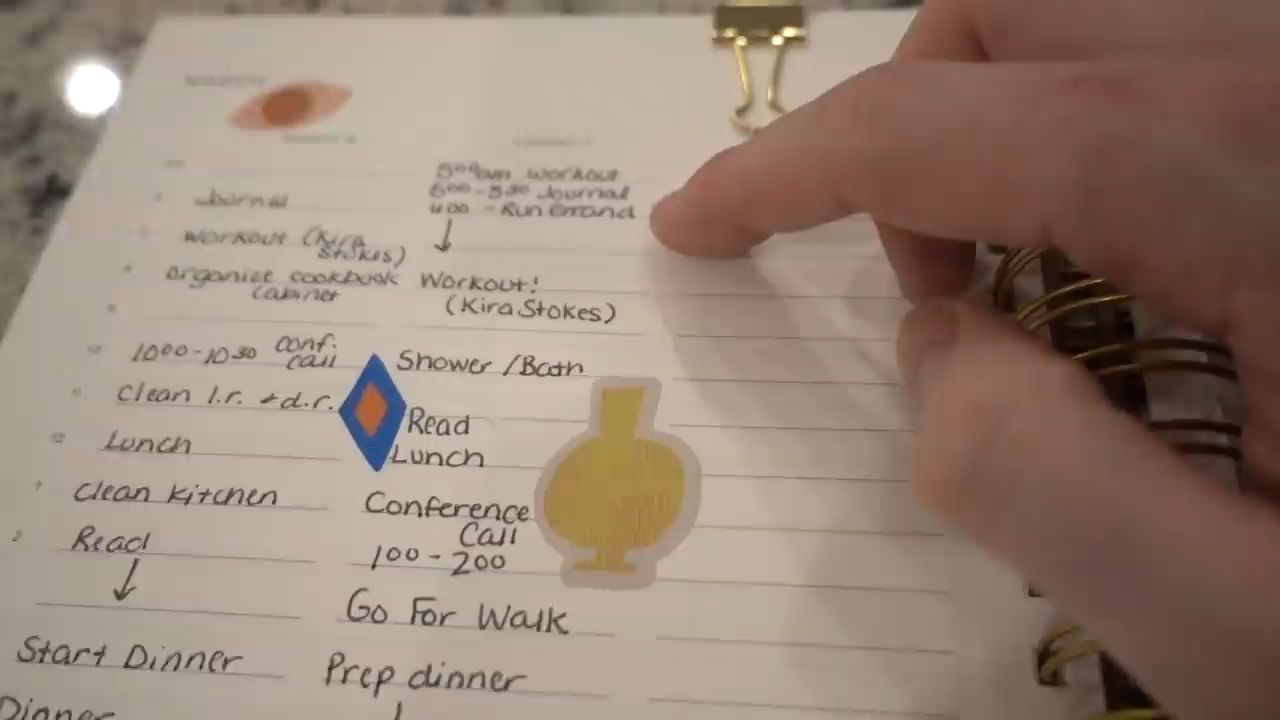 MARCH
Journal
Workout (Kira
Stokes)
organize cookbook
Cabinet
10⁰⁰-10³⁰ Conf.
call
Clean l.r. + d.r.
Lunch
Clean Kitchen
Read
Start Dinner
Dinner
5⁰⁰am Workout
- 5³⁰ Journal
- Run Errand
Workout!
(Kira Stokes)
Shower / Bath
Read
Lunch
Conference
Call
1⁰⁰ - 2⁰⁰
Go For Walk
Prep dinner